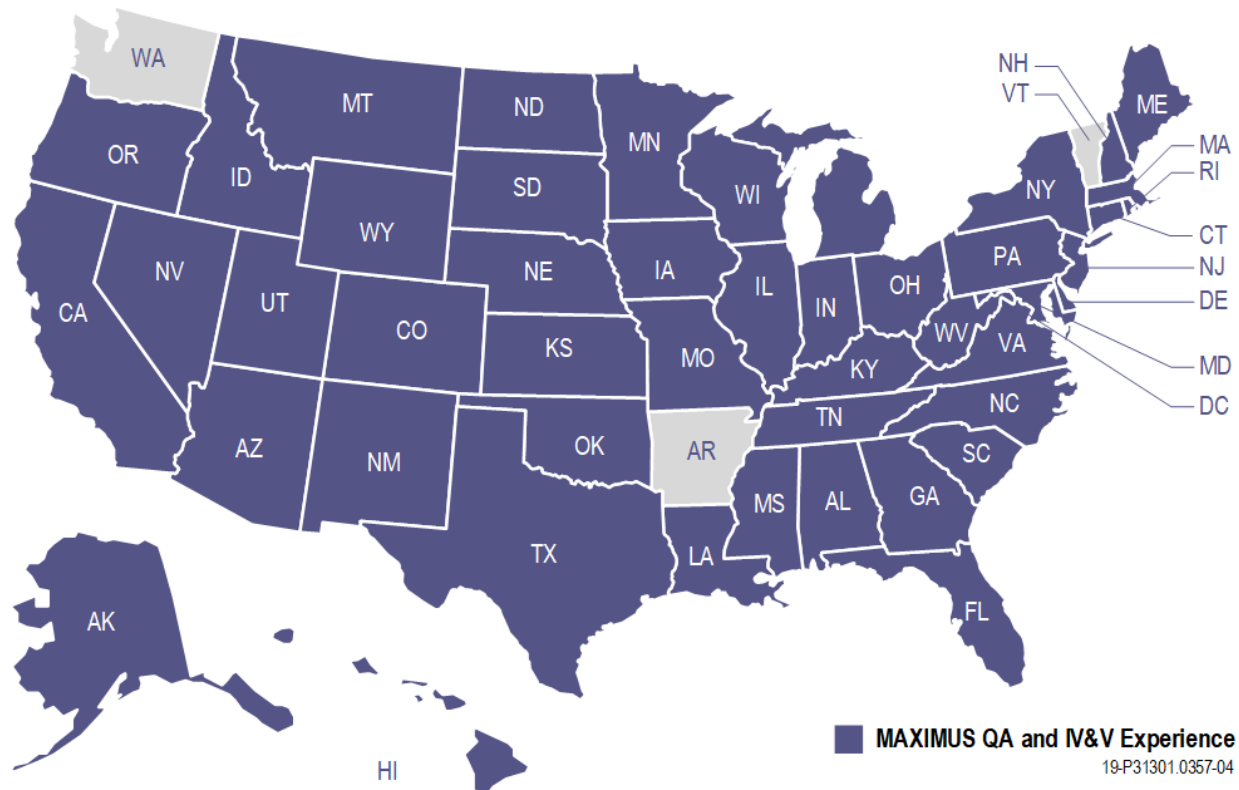 WA
MT
ND
MN
NH
VT
ME
OR
ID
SD
WI
NY
MA
RI
WY
CT
NV
NE
IA
PA
NJ
CA
UT
CO
IL
IN
OH
DE
KS
MO
WV
VA
MD
KY
DC
AZ
NM
OK
AR
TN
NC
SC
MS
AL
GA
TX
LA
FL
AK
HI
MAXIMUS QA and IV&V Experience
19-P31301.0357-04